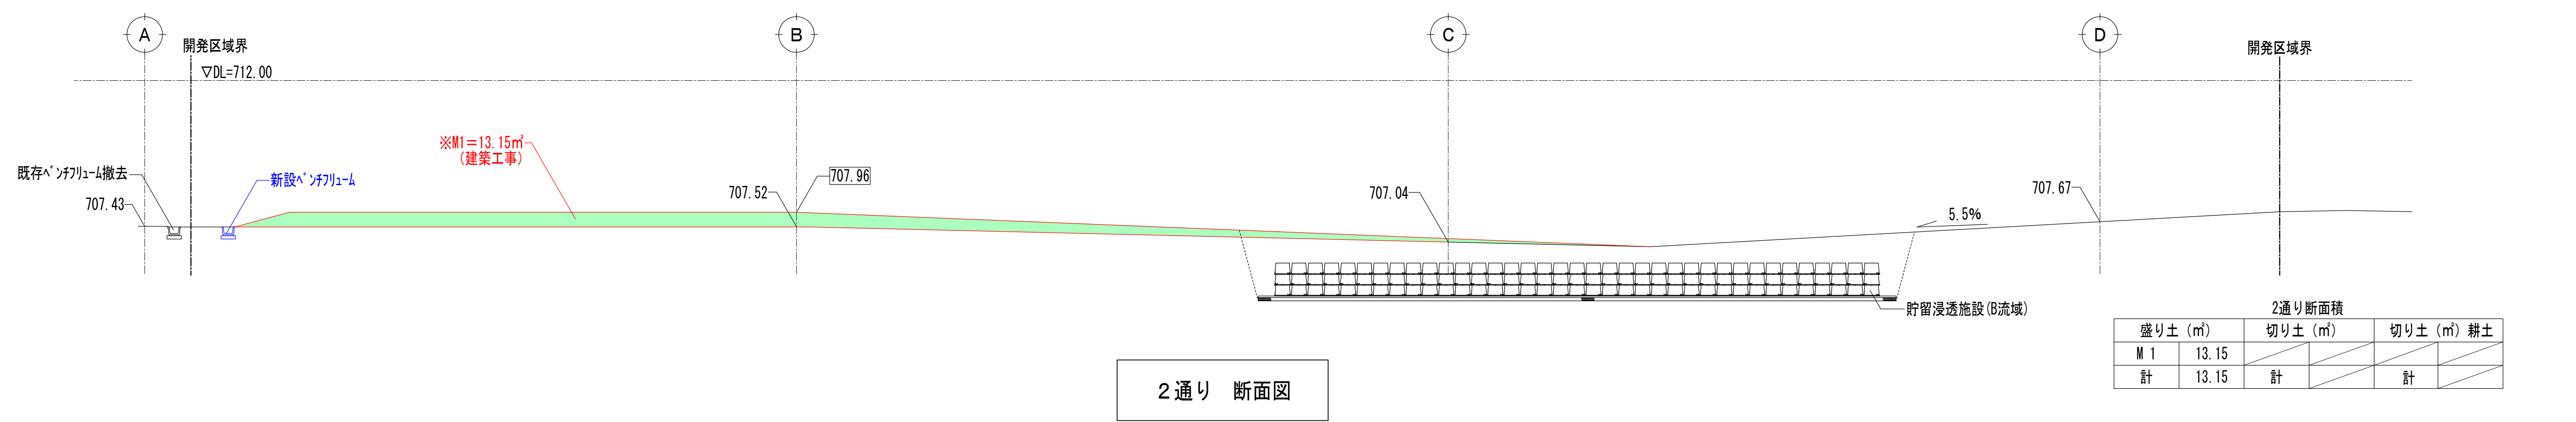 A
B
C
D
開発区域界
開発区域界
▽DL=712.00
※M1=13.15㎡
(建築工事)
既存ﾍﾞﾝﾁﾌﾘｭｰﾑ撤去
新設ﾍﾞﾝﾁﾌﾘｭｰﾑ
707.43
707.52
707.96
707.04
707.67
5.5%
貯留浸透施設(B流域)
2通り断面積
盛り土 (㎡) 切り土 (㎡) 切り土 (㎡) 耕土
M 1 13.15
計 13.15 計 計
2通り 断面図